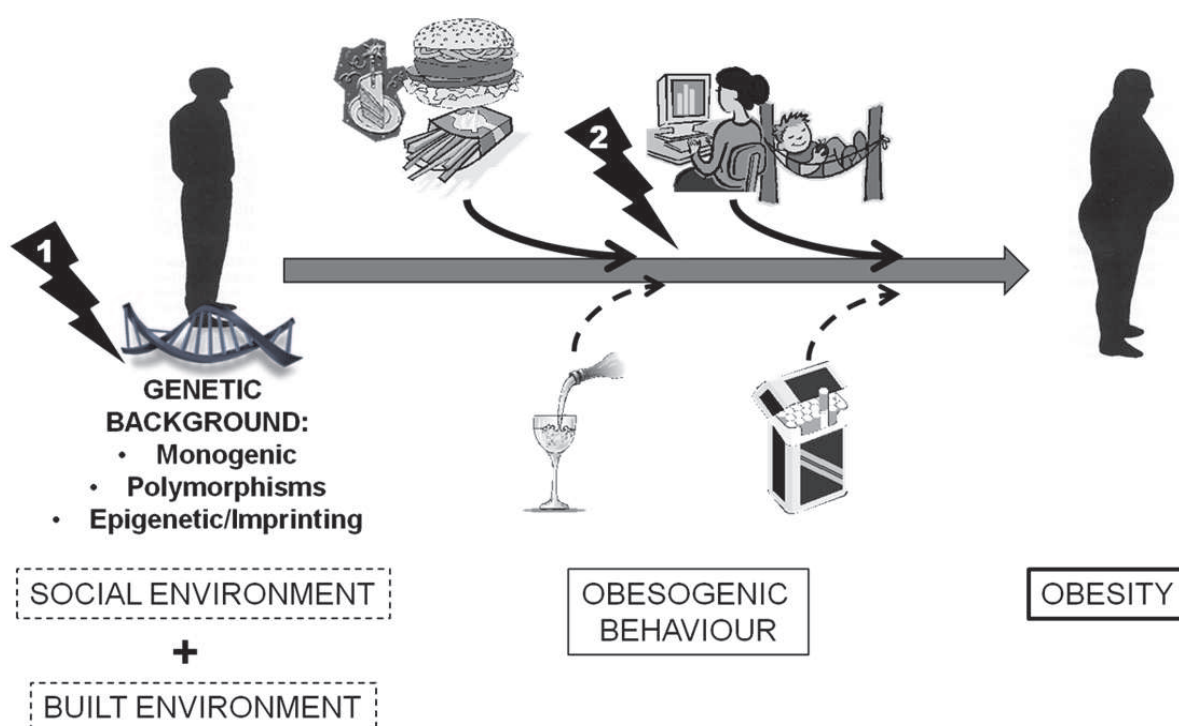 1
2
GENETIC
BACKGROUND:
• Monogenic
• Polymorphisms
• Epigenetic/Imprinting
SOCIAL ENVIRONMENT
+
BUILT ENVIRONMENT
OBESOGENIC
BEHAVIOUR
OBESITY